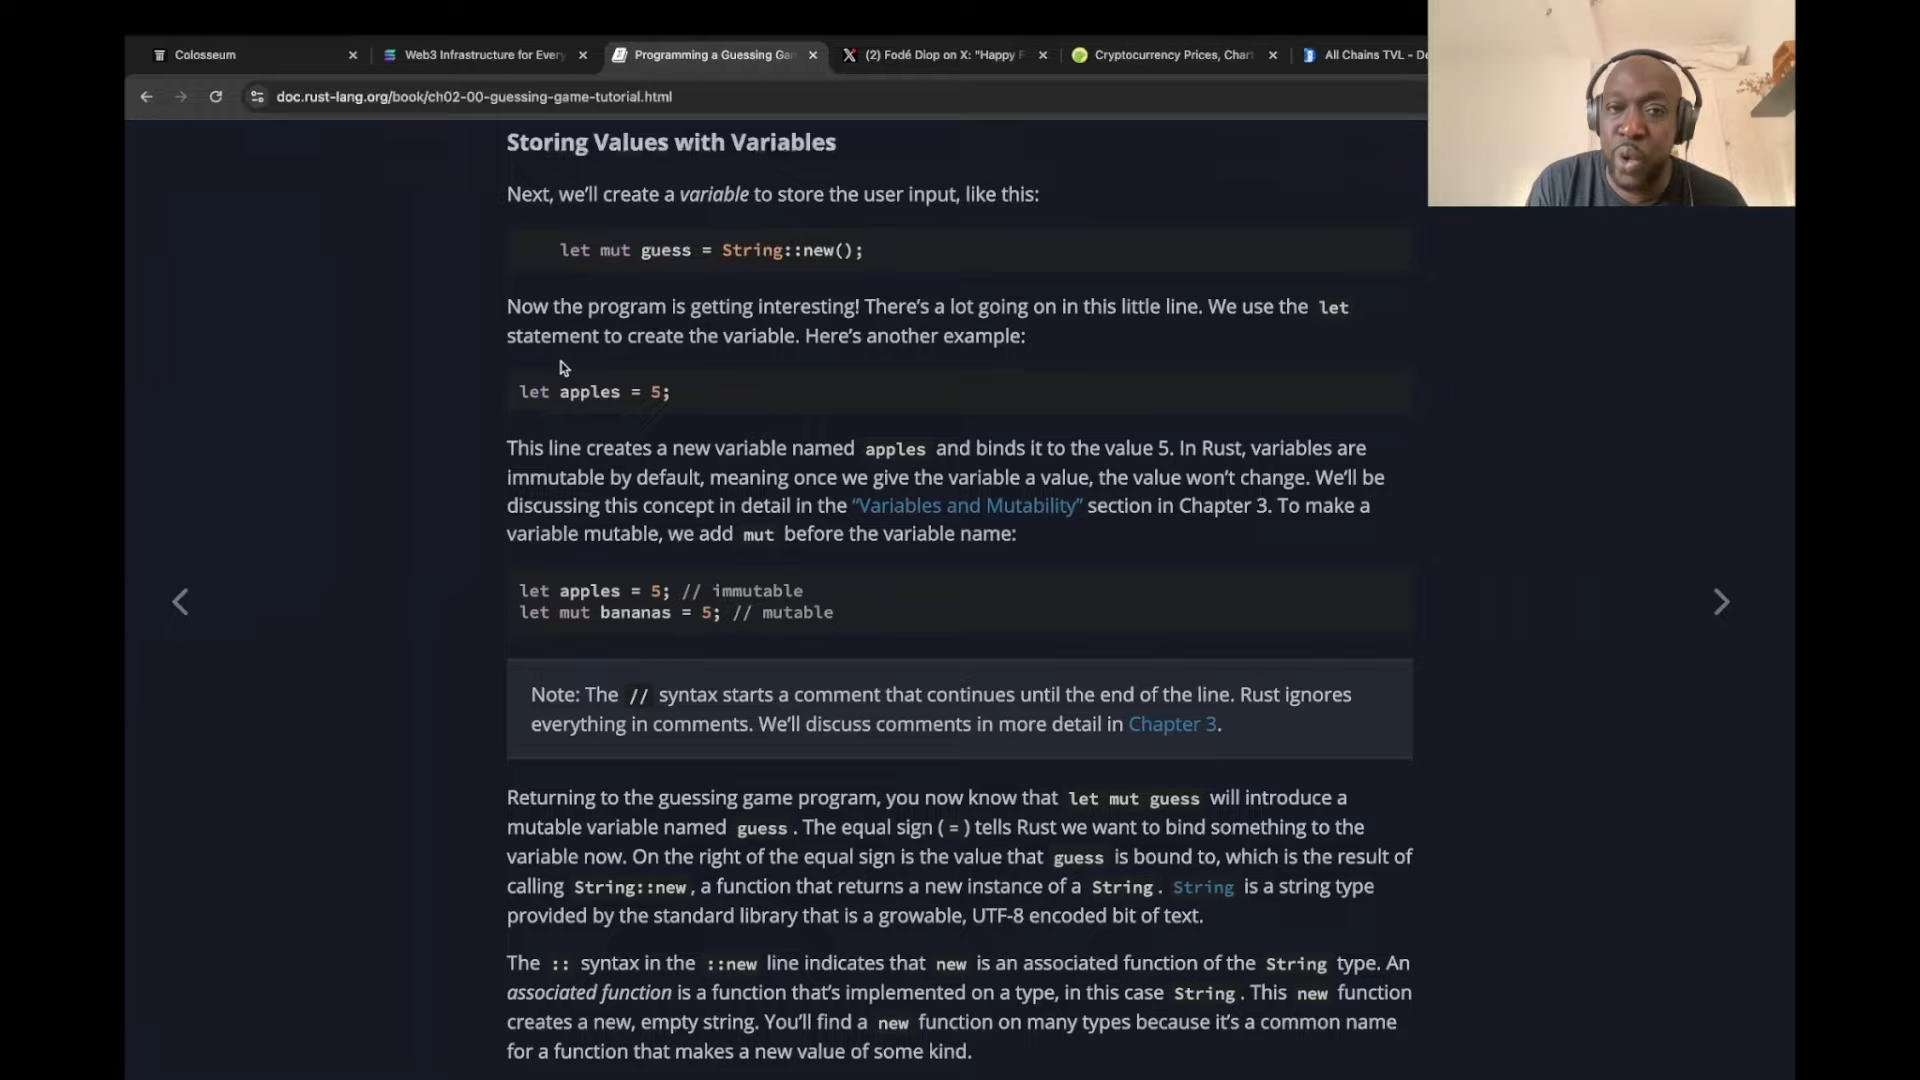 Colosseum
Web3 Infrastructure for Every
Programming a Guessing Ga
(2) Fodé Diop on X: "Happy F
Cryptocurrency Prices, Chart
All Chains TVL - De
doc.rust-lang.org/book/ch02-00-guessing-game-tutorial.html
Storing Values with Variables
Next, we’ll create a variable to store the user input, like this:
let mut guess = String::new();
Now the program is getting interesting! There’s a lot going on in this little line. We use the let
statement to create the variable. Here’s another example:
let apples = 5;
This line creates a new variable named apples and binds it to the value 5. In Rust, variables are
immutable by default, meaning once we give the variable a value, the value won’t change. We’ll be
discussing this concept in detail in the “Variables and Mutability” section in Chapter 3. To make a
variable mutable, we add mut before the variable name:
let apples = 5; // immutable
let mut bananas = 5; // mutable
Note: The // syntax starts a comment that continues until the end of the line. Rust ignores
everything in comments. We’ll discuss comments in more detail in Chapter 3.
Returning to the guessing game program, you now know that let mut guess will introduce a
mutable variable named guess. The equal sign (=) tells Rust we want to bind something to the
variable now. On the right of the equal sign is the value that guess is bound to, which is the result of
calling String::new, a function that returns a new instance of a String. String is a string type
provided by the standard library that is a growable, UTF-8 encoded bit of text.
The :: syntax in the ::new line indicates that new is an associated function of the String type. An
associated function is a function that’s implemented on a type, in this case String. This new function
creates a new, empty string. You’ll find a new function on many types because it’s a common name
for a function that makes a new value of some kind.